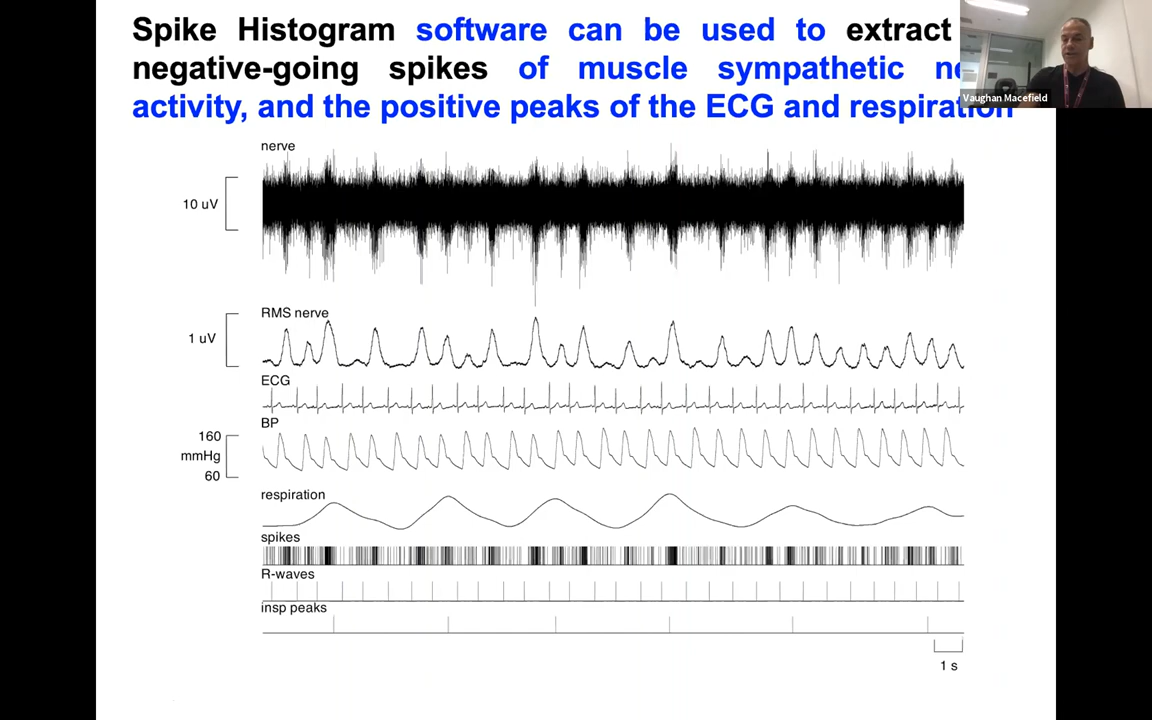 Spike Histogram software can be used to extract
negative-going spikes of muscle sympathetic
activity, and the positive peaks of the ECG and respiration
Vaughan Macefield
nerve
10 uV
RMS nerve
1 uV
ECG
BP
160
mmHg
60
respiration
spikes
R-waves
insp peaks
1 s